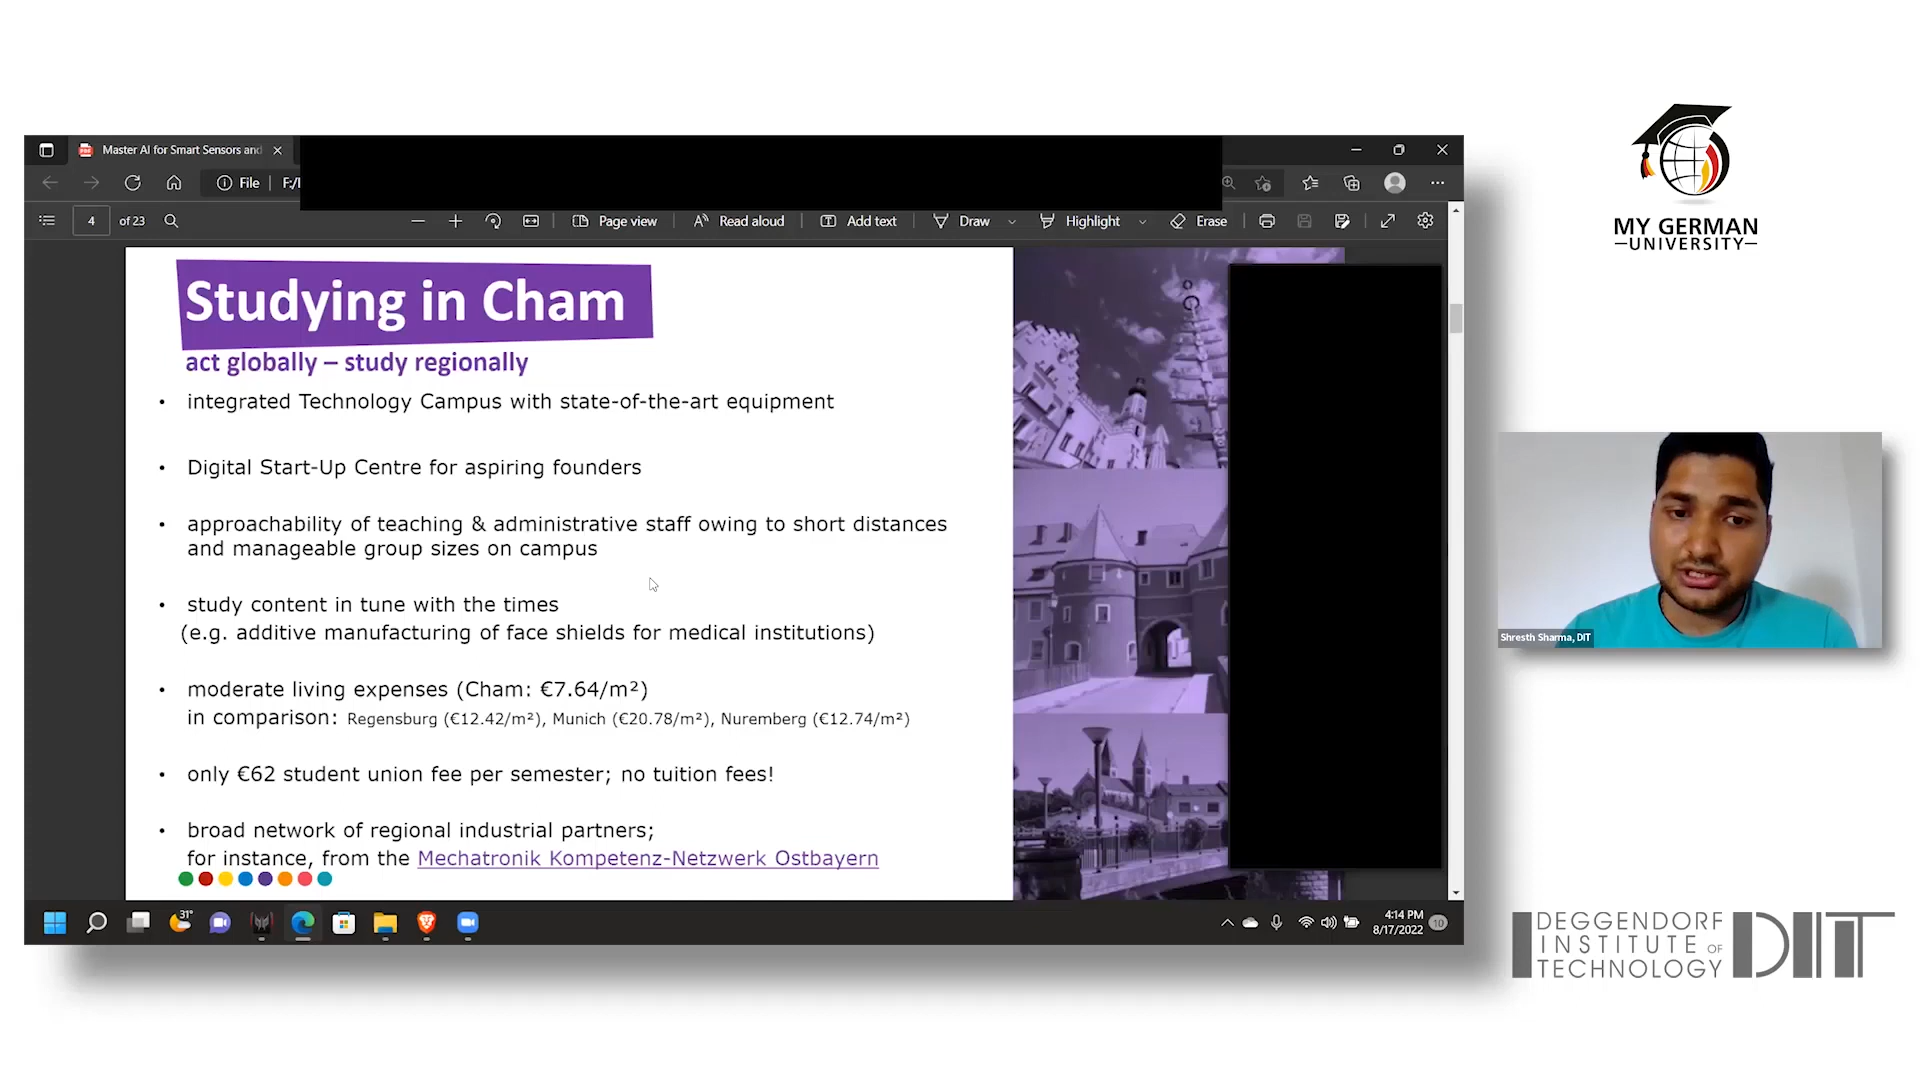 Master AI for Smart Sensors and
File
F:/I
4 of 23
Page view
Read aloud
Add text
Draw
Highlight
Erase
Studying in Cham
act globally – study regionally
• integrated Technology Campus with state-of-the-art equipment
• Digital Start-Up Centre for aspiring founders
• approachability of teaching & administrative staff owing to short distances
and manageable group sizes on campus
• study content in tune with the times
(e.g. additive manufacturing of face shields for medical institutions)
• moderate living expenses (Cham: €7.64/m²)
in comparison: Regensburg (€12.42/m²), Munich (€20.78/m²), Nuremberg (€12.74/m²)
• only €62 student union fee per semester; no tuition fees!
• broad network of regional industrial partners;
for instance, from the Mechatronik Kompetenz-Netzwerk Ostbayern
31°
4:14 PM
8/17/2022
10
MY GERMAN
UNIVERSITY
Shresth Sharma, DIT
DEGGENDORF
INSTITUTE OF
TECHNOLOGY
DIT